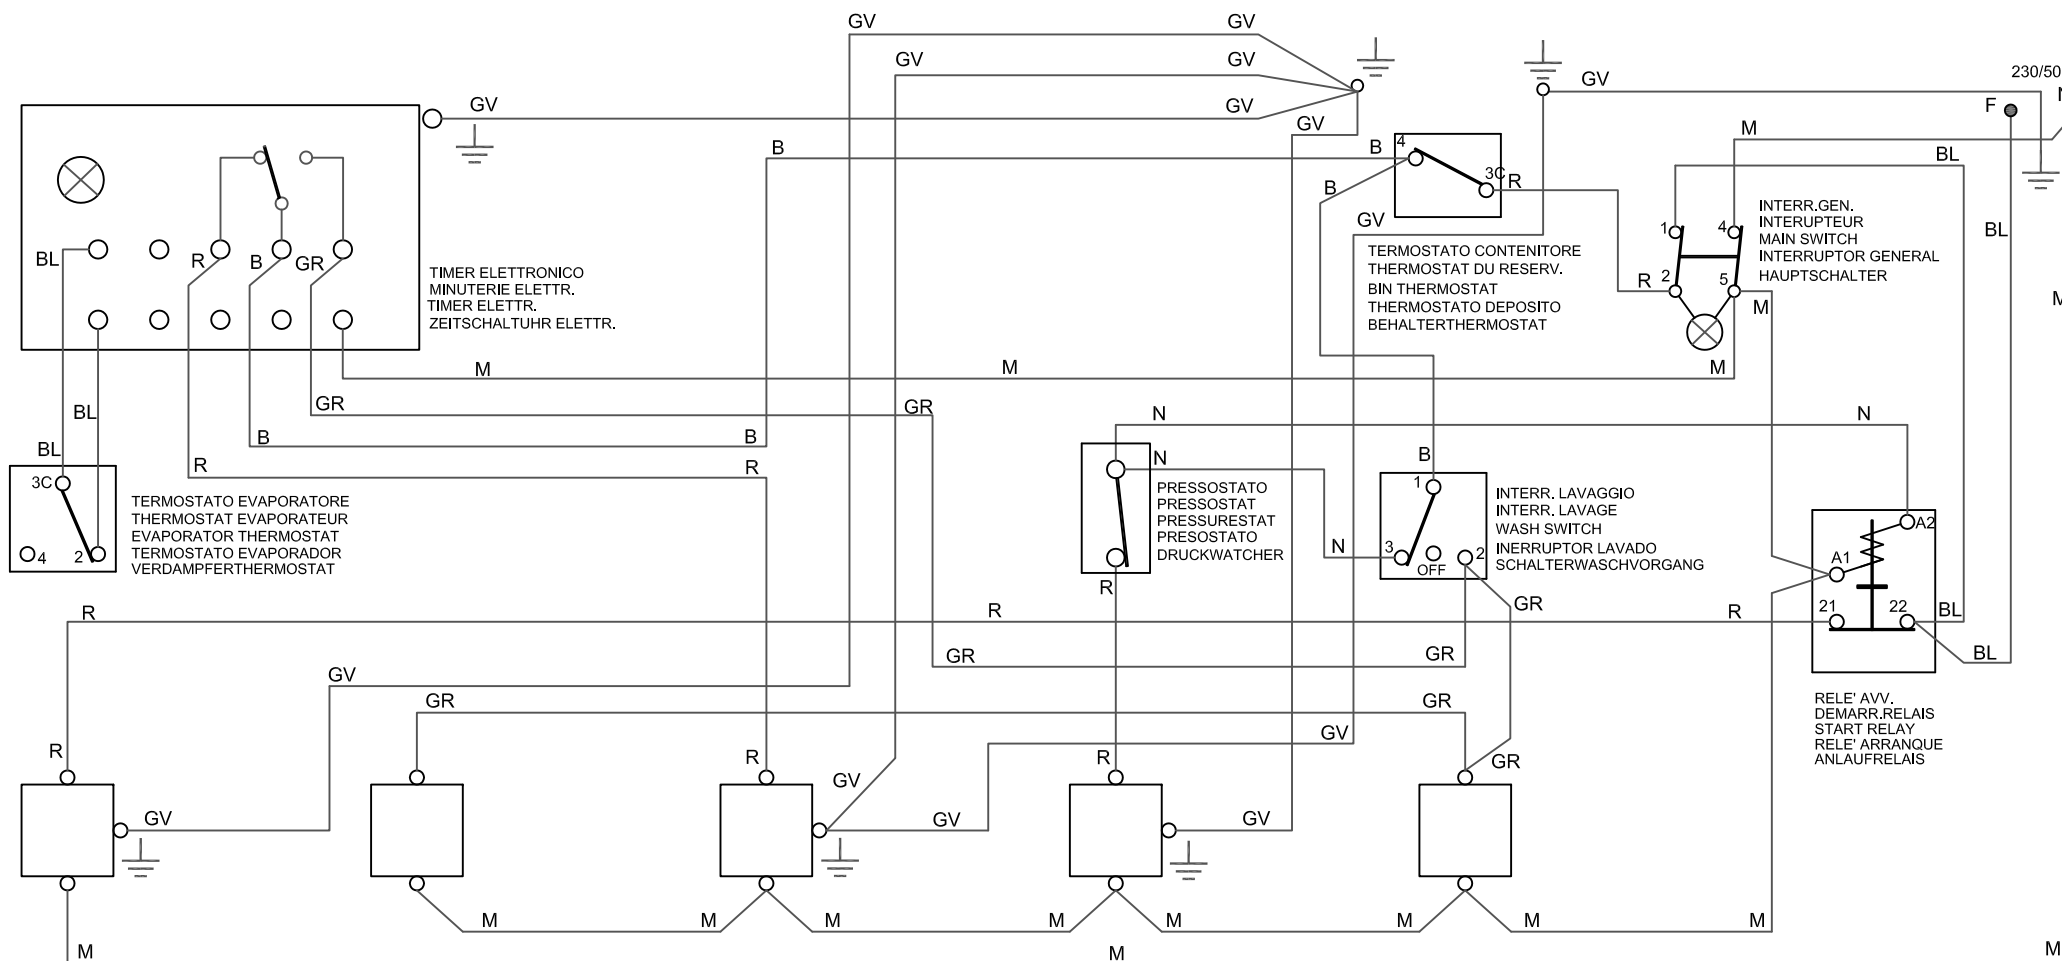 GV
GV
GV
GV
230/50
GV
F
GV
GV
GV
M
B
B
4
BL
3C
R
B
INTERR.GEN.
INTERUPTEUR
MAIN SWITCH
INTERRUPTOR GENERAL
HAUPTSCHALTER
1
4
GV
BL
BL
R
B
GR
TERMOSTATO CONTENITORE
THERMOSTAT DU RESERV.
BIN THERMOSTAT
THERMOSTATO DEPOSITO
BEHALTERTHERMOSTAT
TIMER ELETTRONICO
MINUTERIE ELETTR.
TIMER ELETTR.
ZEITSCHALTUHR ELETTR.
R
2
5
M
M
M
M
BL
GR
GR
N
N
B
B
BL
R
R
N
B
3C
4
2
TERMOSTATO EVAPORATORE
THERMOSTAT EVAPORATEUR
EVAPORATOR THERMOSTAT
TERMOSTATO EVAPORADOR
VERDAMPFERTHERMOSTAT
PRESSOSTATO
PRESSOSTAT
PRESSURESTAT
PRESOSTATO
DRUCKWATCHER
1
N
3
OFF
2
INTERR. LAVAGGIO
INTERR. LAVAGE
WASH SWITCH
INERRUPTOR LAVADO
SCHALTERWASCHVORGANG
A2
A1
21
22
BL
R
GR
R
R
R
GR
GR
BL
GV
GR
GR
RELE' AVV.
DEMARR.RELAIS
START RELAY
RELE' ARRANQUE
ANLAUFRELAIS
GV
R
R
R
GR
GV
GV
GV
GV
M
M
M
M
M
M
M
M
M
M
M